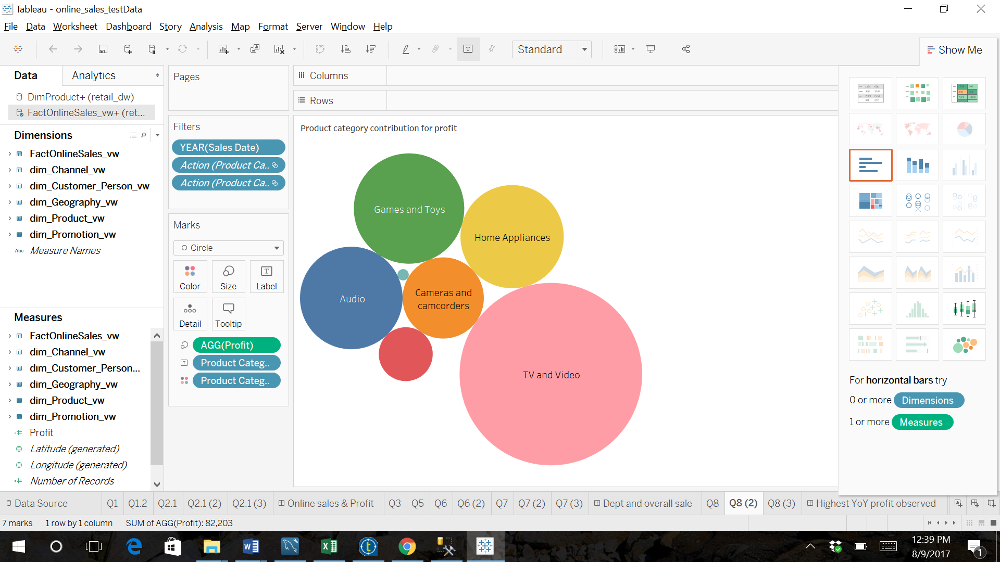 Tableau - online_sales_testData
File Data Worksheet Dashboard Story Analysis Map Format Server Window Help
Standard
Show Me
Data
Analytics
DimProduct+ (retail_dw)
FactOnlineSales_vw+ (ret...
Dimensions
FactOnlineSales_vw
dim_Channel_vw
dim_Customer_Person_vw
dim_Geography_vw
dim_Product_vw
dim_Promotion_vw
Abc Measure Names
Measures
FactOnlineSales_vw
dim_Channel_vw
dim_Customer_Person...
dim_Geography_vw
dim_Product_vw
dim_Promotion_vw
Profit
Latitude (generated)
Longitude (generated)
Number of Records
Pages
Filters
YEAR(Sales Date)
Action (Product Ca..
Action (Product Ca..
Marks
Circle
Color
Size
Label
Detail
Tooltip
AGG(Profit)
Product Categ..
Product Categ..
Columns
Rows
Product category contribution for profit
Games and Toys
Home Appliances
Audio
Cameras and
camcorders
TV and Video
For horizontal bars try
0 or more Dimensions
1 or more Measures
Data Source Q1 Q1.2 Q2.1 Q2.1 (2) Q2.1 (3) Online sales & Profit Q3 Q5 Q6 Q6 (2) Q7 Q7 (2) Q7 (3) Dept and overall sale Q8 Q8 (2) Q8 (3) Highest YoY profit observed
7 marks 1 row by 1 column SUM of AGG(Profit): 82,203
12:39 PM
8/9/2017
1